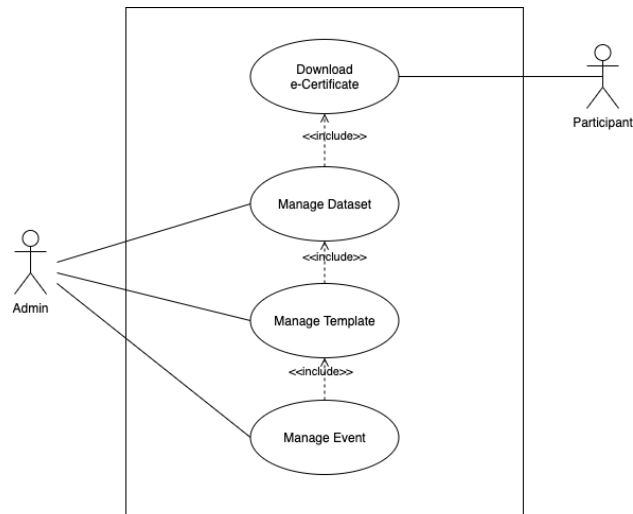 Download
e-Certificate
Participant
<<include>>
Manage Dataset
<<include>>
Admin
Manage Template
<<include>>
Manage Event